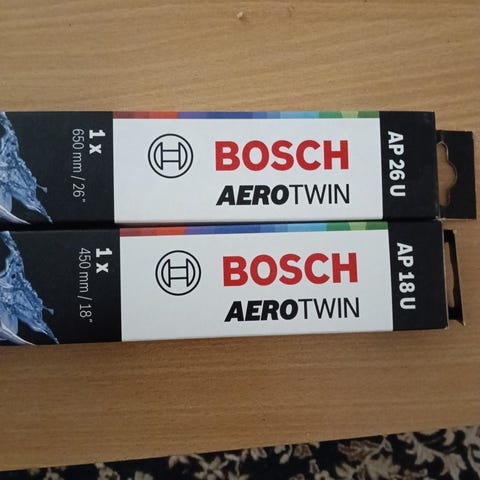 1 x
650 mm / 26"
BOSCH
AEROTWIN
AP 26 U
1 x
450 mm / 18"
BOSCH
AEROTWIN
AP 18 U